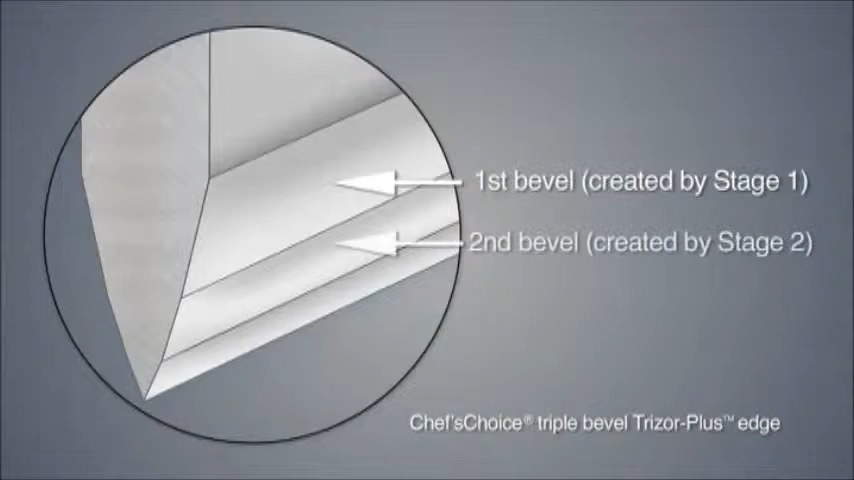 1st bevel (created by Stage 1)
2nd bevel (created by Stage 2)
Chef'sChoice® triple bevel Trizor-Plus™ edge